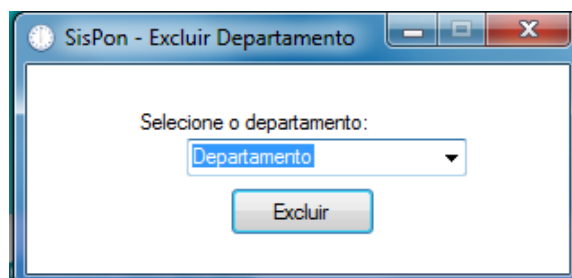 SisPon - Excluir Departamento
Selecione o departamento:
Departamento
Excluir